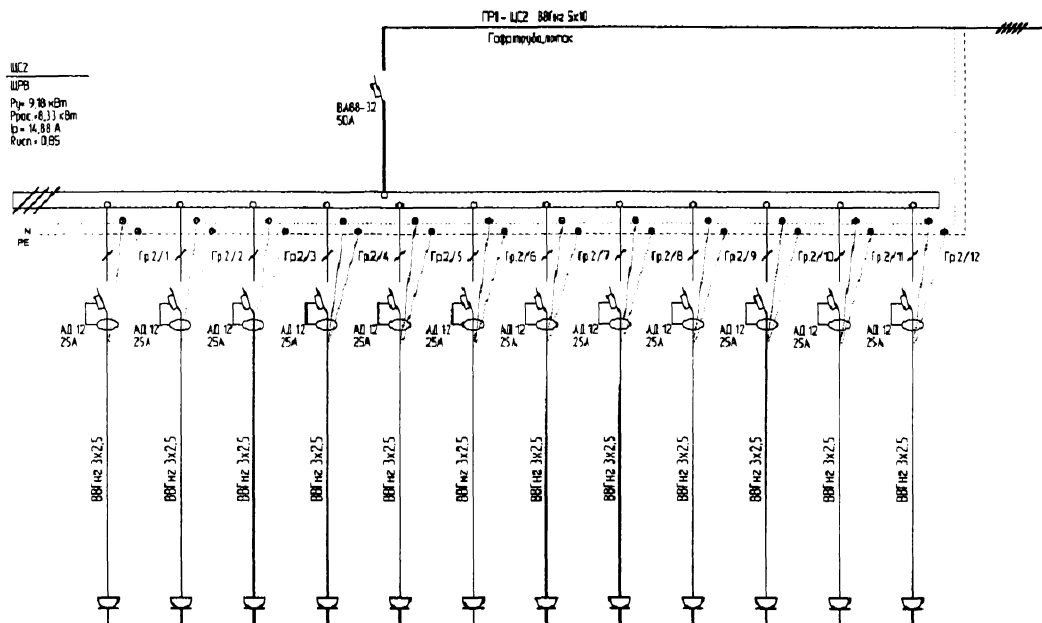 ГР11 - ЩС2 ВВГнг 5х10
Гофротруба, лоток
ЩС2
ЩРВ
Ру= 9,18 кВт
Ррас.=8,33 кВт
Iр = 14,88 А
Кисп = 0,85
ВА88-32
50А
N
PE
Гр.2/1
Гр.2/2
Гр.2/3
Гр.2/4
Гр.2/5
Гр.2/6
Гр.2/7
Гр.2/8
Гр.2/9
Гр.2/10
Гр.2/11
Гр.2/12
АД 12
25А
АД 12
25А
АД 12
25А
АД 12
25А
АД 12
25А
АД 12
25А
АД 12
25А
АД 12
25А
АД 12
25А
АД 12
25А
АД 12
25А
АД 12
25А
ВВГнг 3х2,5
ВВГнг 3х2,5
ВВГнг 3х2,5
ВВГнг 3х2,5
ВВГнг 3х2,5
ВВГнг 3х2,5
ВВГнг 3х2,5
ВВГнг 3х2,5
ВВГнг 3х2,5
ВВГнг 3х2,5
ВВГнг 3х2,5
ВВГнг 3х2,5